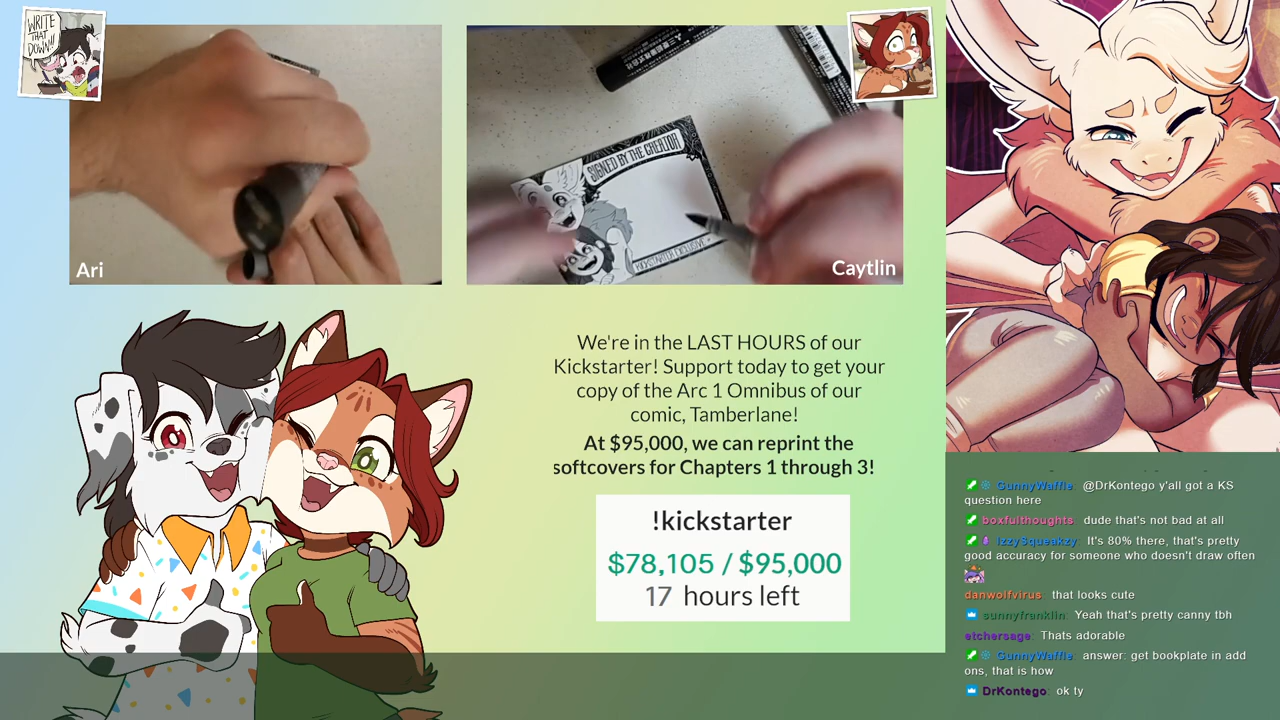 WRITE
THAT
DOWN!!!
SIGNED BY THE CREATOR
KICKSTARTER EXCLUSIVE
Ari
Caytlin
We're in the LAST HOURS of our
Kickstarter! Support today to get your
copy of the Arc 1 Omnibus of our
comic, Tamberlane!
At $95,000, we can reprint the
softcovers for Chapters 1 through 3!
!kickstarter
$78,105 / $95,000
17 hours left
GunnyWaffle: @DrKontego y'all got a KS
question here
boxfulthoughts: dude that's not bad at all
IzzySqueakzy: It's 80% there, that's pretty
good accuracy for someone who doesn't draw often
danwolfvirus: that looks cute
sunnyfranklin: Yeah that's pretty canny tbh
etchersage: Thats adorable
GunnyWaffle: answer: get bookplate in add
ons, that is how
DrKontego: ok ty